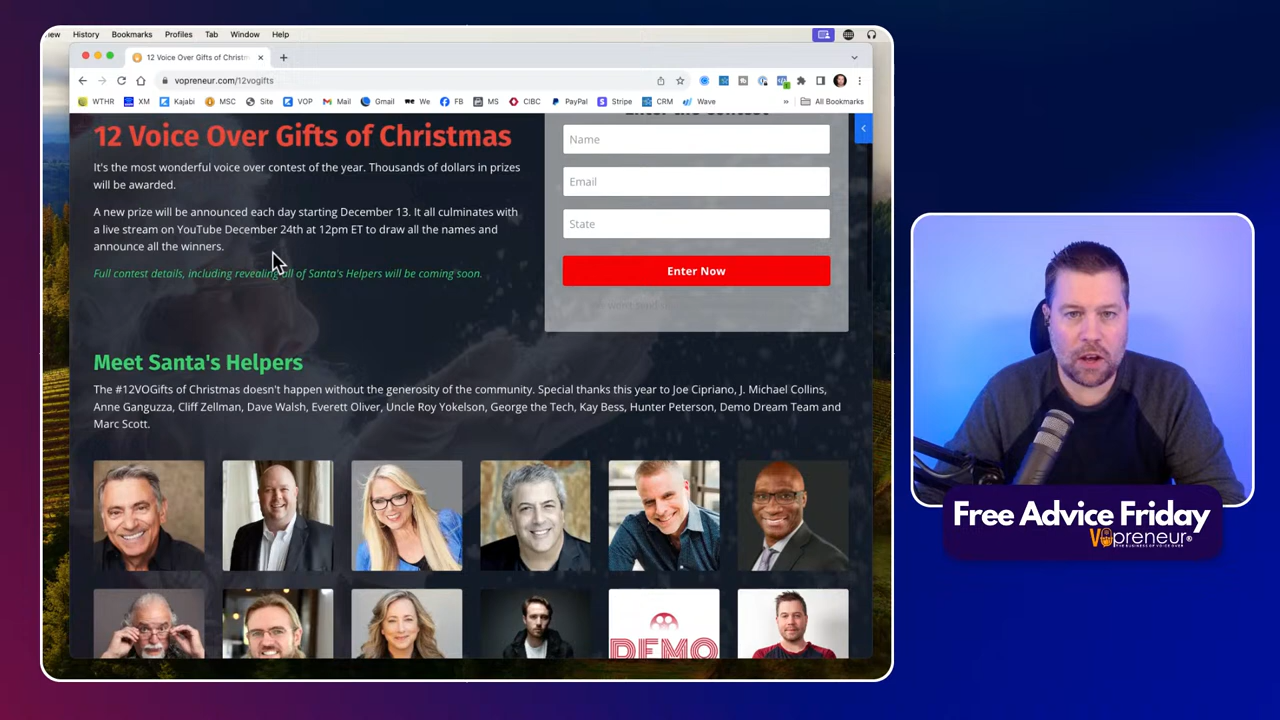 History Bookmarks Profiles Tab Window Help
12 Voice Over Gifts of Christm
vopreneur.com/12vogifts
WTHR XM Kajabi MSC Site VOP Mail Gmail We FB MS CIBC PayPal Stripe CRM Wave » All Bookmarks
12 Voice Over Gifts of Christmas
It's the most wonderful voice over contest of the year. Thousands of dollars in prizes
will be awarded.
A new prize will be announced each day starting December 13. It all culminates with
a live stream on YouTube December 24th at 12pm ET to draw all the names and
announce all the winners.
Full contest details, including revealing all of Santa's Helpers will be coming soon.
Enter the contest
Name
Email
State
Enter Now
Meet Santa's Helpers
The #12VOGifts of Christmas doesn't happen without the generosity of the community. Special thanks this year to Joe Cipriano, J. Michael Collins,
Anne Ganguzza, Cliff Zellman, Dave Walsh, Everett Oliver, Uncle Roy Yokelson, George the Tech, Kay Bess, Hunter Peterson, Demo Dream Team and
Marc Scott.
DEMO
Free Advice Friday
VOpreneur®
THE BUSINESS OF VOICE OVER